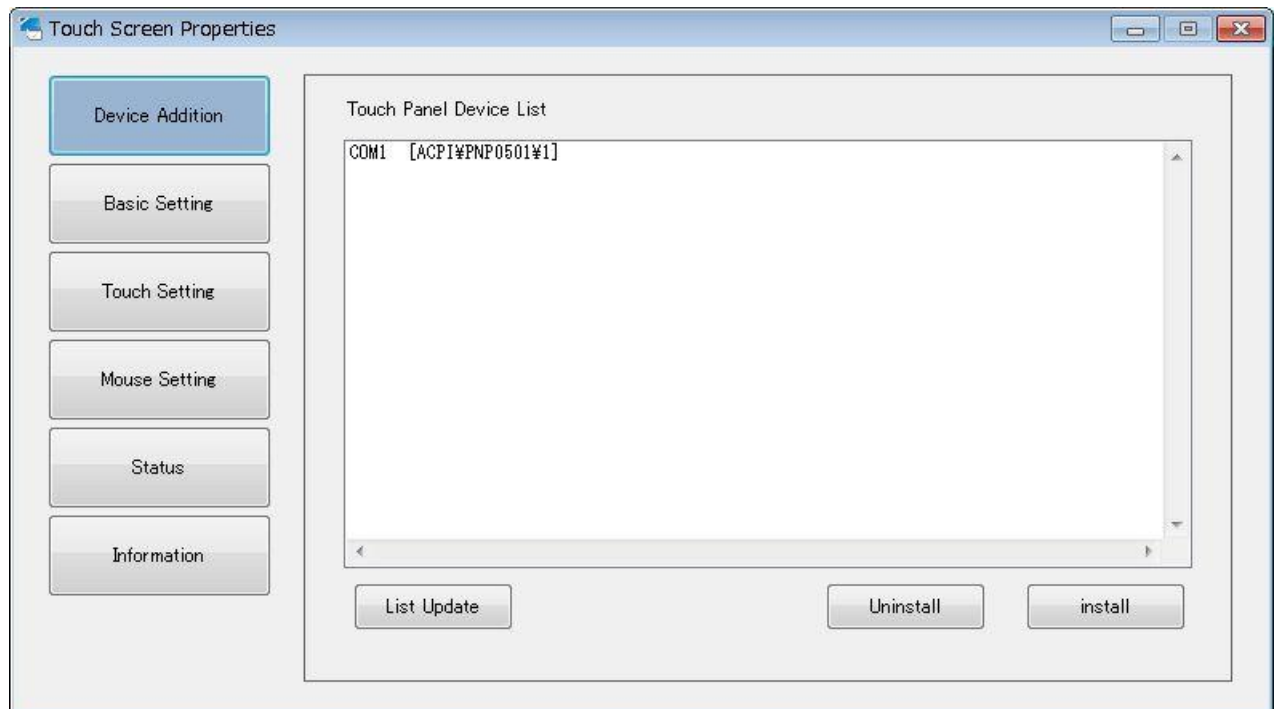 Touch Screen Properties
Device Addition
Basic Setting
Touch Setting
Mouse Setting
Status
Information
Touch Panel Device List
COM1 [ACPI¥PNP0501¥1]
List Update
Uninstall
install